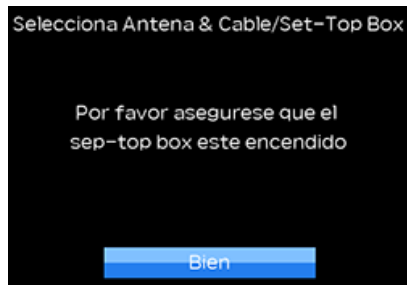 Selecciona Antena & Cable/Set-Top Box
Por favor asegurese que el
sep-top box este encendido
Bien